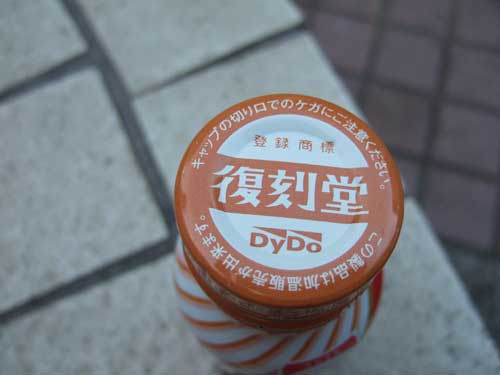 キャップの切り口でのケガにご注意ください。
登録商標
復刻堂
DyDo
この製品は加温販売が出来ます。